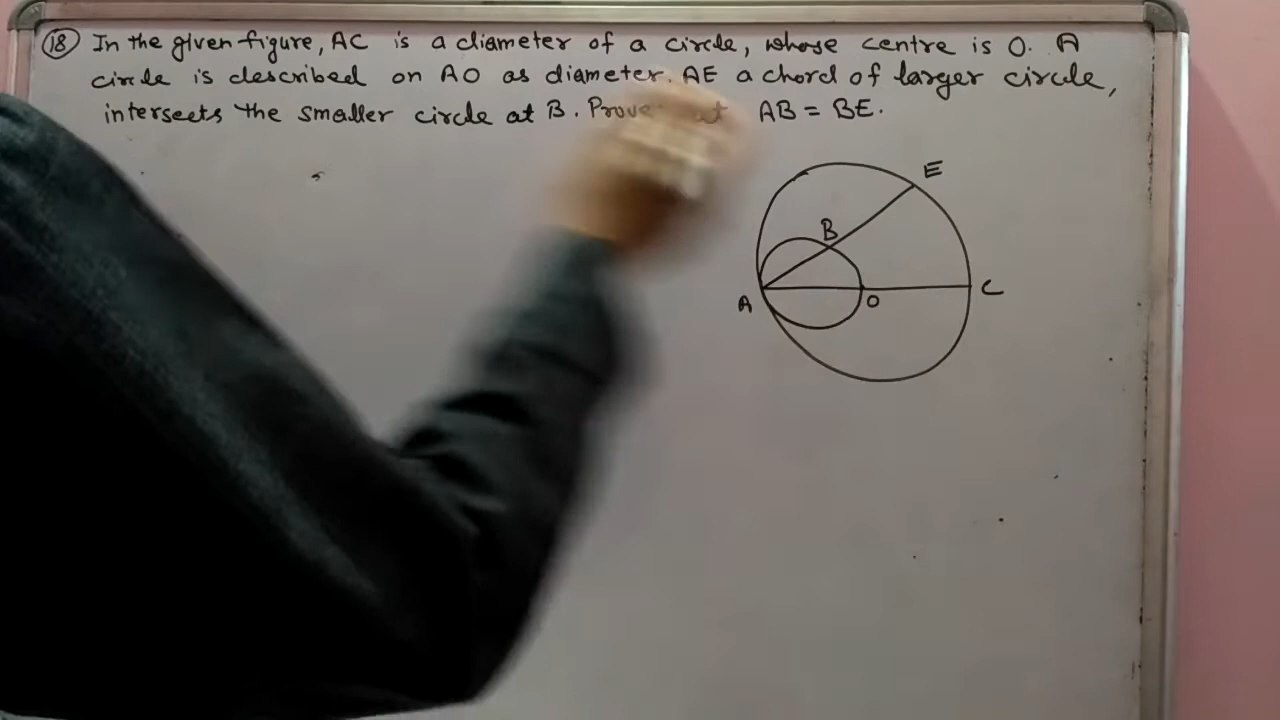 18 In the given figure, AC is a diameter of a circle, whose centre is O. A
circle is described on AO as diameter. AE a chord of larger circle,
intersects the smaller circle at B. Prove AB = BE.
E
B
A O C